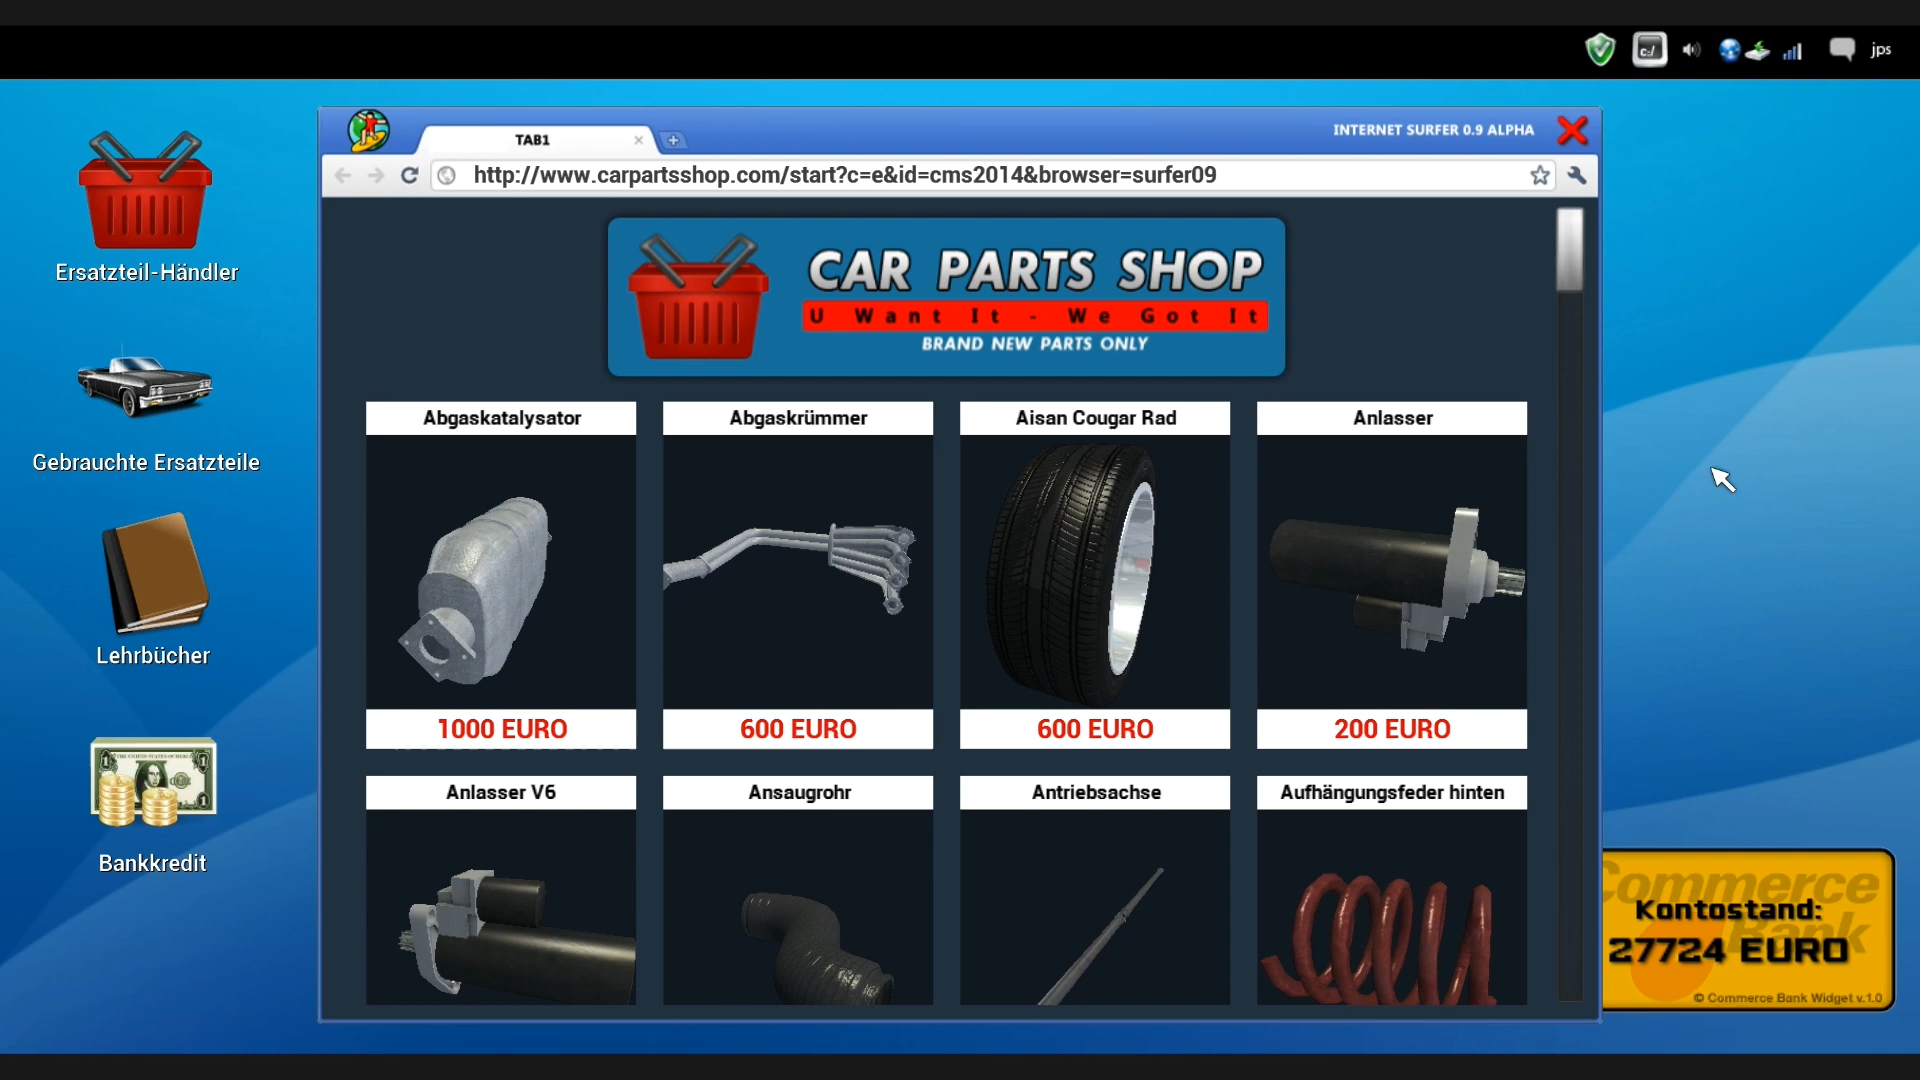 jps
TAB1
INTERNET SURFER 0.9 ALPHA
http://www.carpartsshop.com/start?c=e&id=cms2014&browser=surfer09
CAR PARTS SHOP
U Want It - We Got It
BRAND NEW PARTS ONLY
Ersatzteil-Händler
Gebrauchte Ersatzteile
Lehrbücher
Bankkredit
Abgaskatalysator
Abgaskrümmer
Aisan Cougar Rad
Anlasser
1000 EURO
600 EURO
600 EURO
200 EURO
Anlasser V6
Ansaugrohr
Antriebsachse
Aufhängungsfeder hinten
Commerce
Bank
Kontostand:
27724 EURO
© Commerce Bank Widget v.1.0